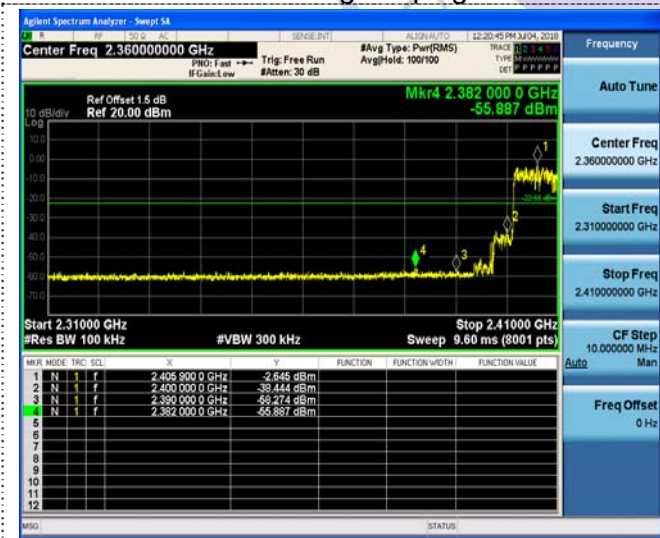 Agilent Spectrum Analyzer - Swept SA
R RF 50 Ω AC SENSE:INT ALIGN AUTO 12:20:45 PM Jul 04, 2018
Center Freq 2.360000000 GHz
PNO: Fast
IFGain:Low
Trig: Free Run
#Atten: 30 dB
#Avg Type: Pwr(RMS)
Avg|Hold: 100/100
TRACE 1 2 3 4 5 6
TYPE M W W W W W
DET P P P P P P
Mkr4 2.382 000 0 GHz
-55.887 dBm
Ref Offset 1.5 dB
10 dB/div Ref 20.00 dBm
Log
10.0
0.00
-10.0
-20.0
-30.0
-40.0
-50.0
-60.0
-70.0
1
2
3
4
Start 2.31000 GHz Stop 2.41000 GHz
#Res BW 100 kHz #VBW 300 kHz Sweep 9.60 ms (8001 pts)
MKR MODE TRC SCL X Y FUNCTION FUNCTION WIDTH FUNCTION VALUE
1 N 1 f 2.405 900 0 GHz -2.645 dBm
2 N 1 f 2.400 000 0 GHz -38.444 dBm
3 N 1 f 2.390 000 0 GHz -58.274 dBm
4 N 1 f 2.382 000 0 GHz -55.887 dBm
5
6
7
8
9
10
11
12
MSG STATUS
Frequency
Auto Tune
Center Freq
2.360000000 GHz
Start Freq
2.310000000 GHz
Stop Freq
2.410000000 GHz
CF Step
10.000000 MHz
Auto Man
Freq Offset
0 Hz